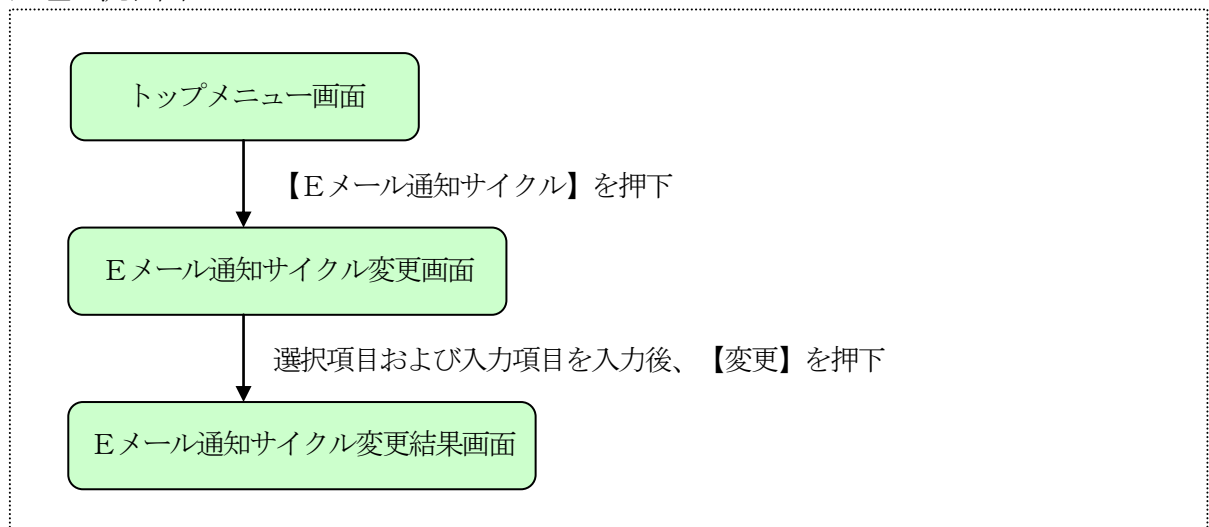 トップメニュー画面
【Eメール通知サイクル】を押下
Eメール通知サイクル変更画面
選択項目および入力項目を入力後、【変更】を押下
Eメール通知サイクル変更結果画面